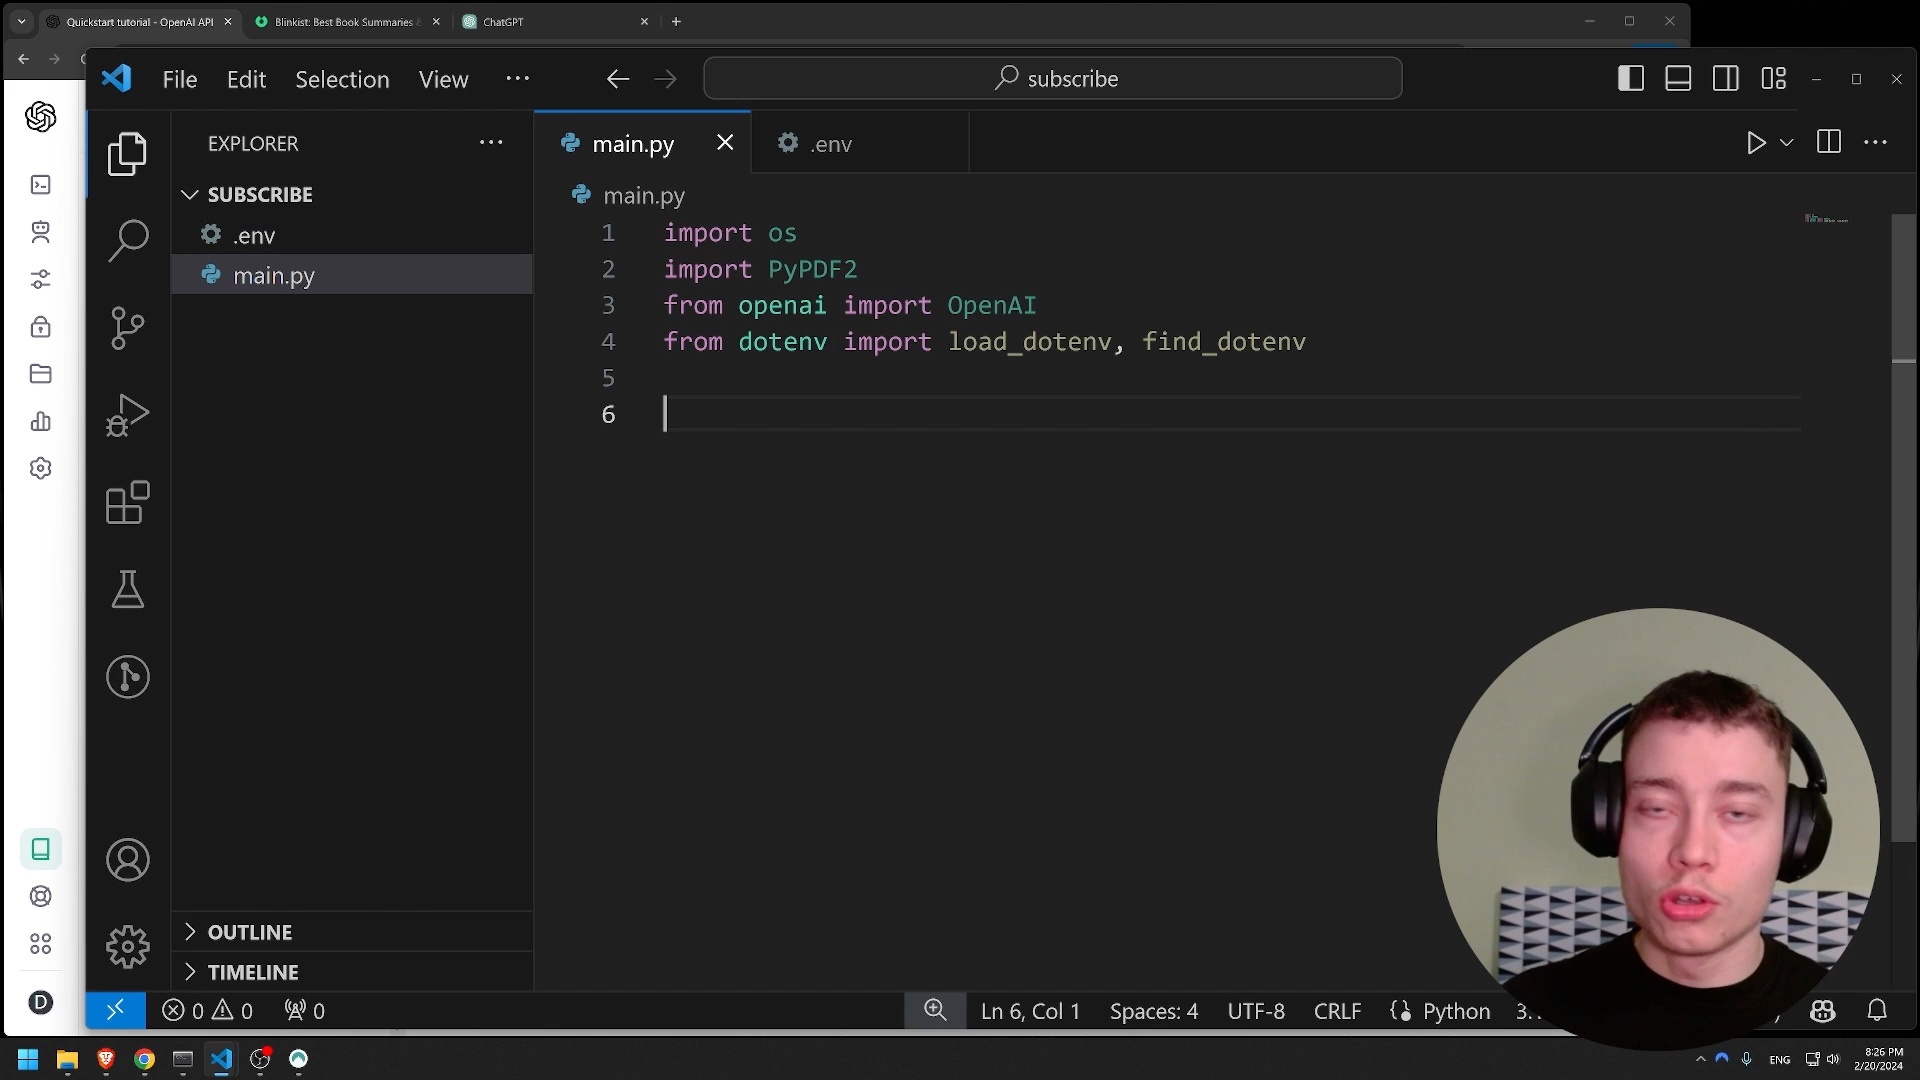 Quickstart tutorial - OpenAI API
Blinkist: Best Book Summaries &
ChatGPT
File Edit Selection View ···
subscribe
EXPLORER
main.py
.env
SUBSCRIBE
.env
main.py
main.py
1 import os
2 import PyPDF2
3 from openai import OpenAI
4 from dotenv import load_dotenv, find_dotenv
5
6
OUTLINE
TIMELINE
D
0 0 0
Ln 6, Col 1 Spaces: 4 UTF-8 CRLF Python 3.
ENG
8:26 PM
2/20/2024